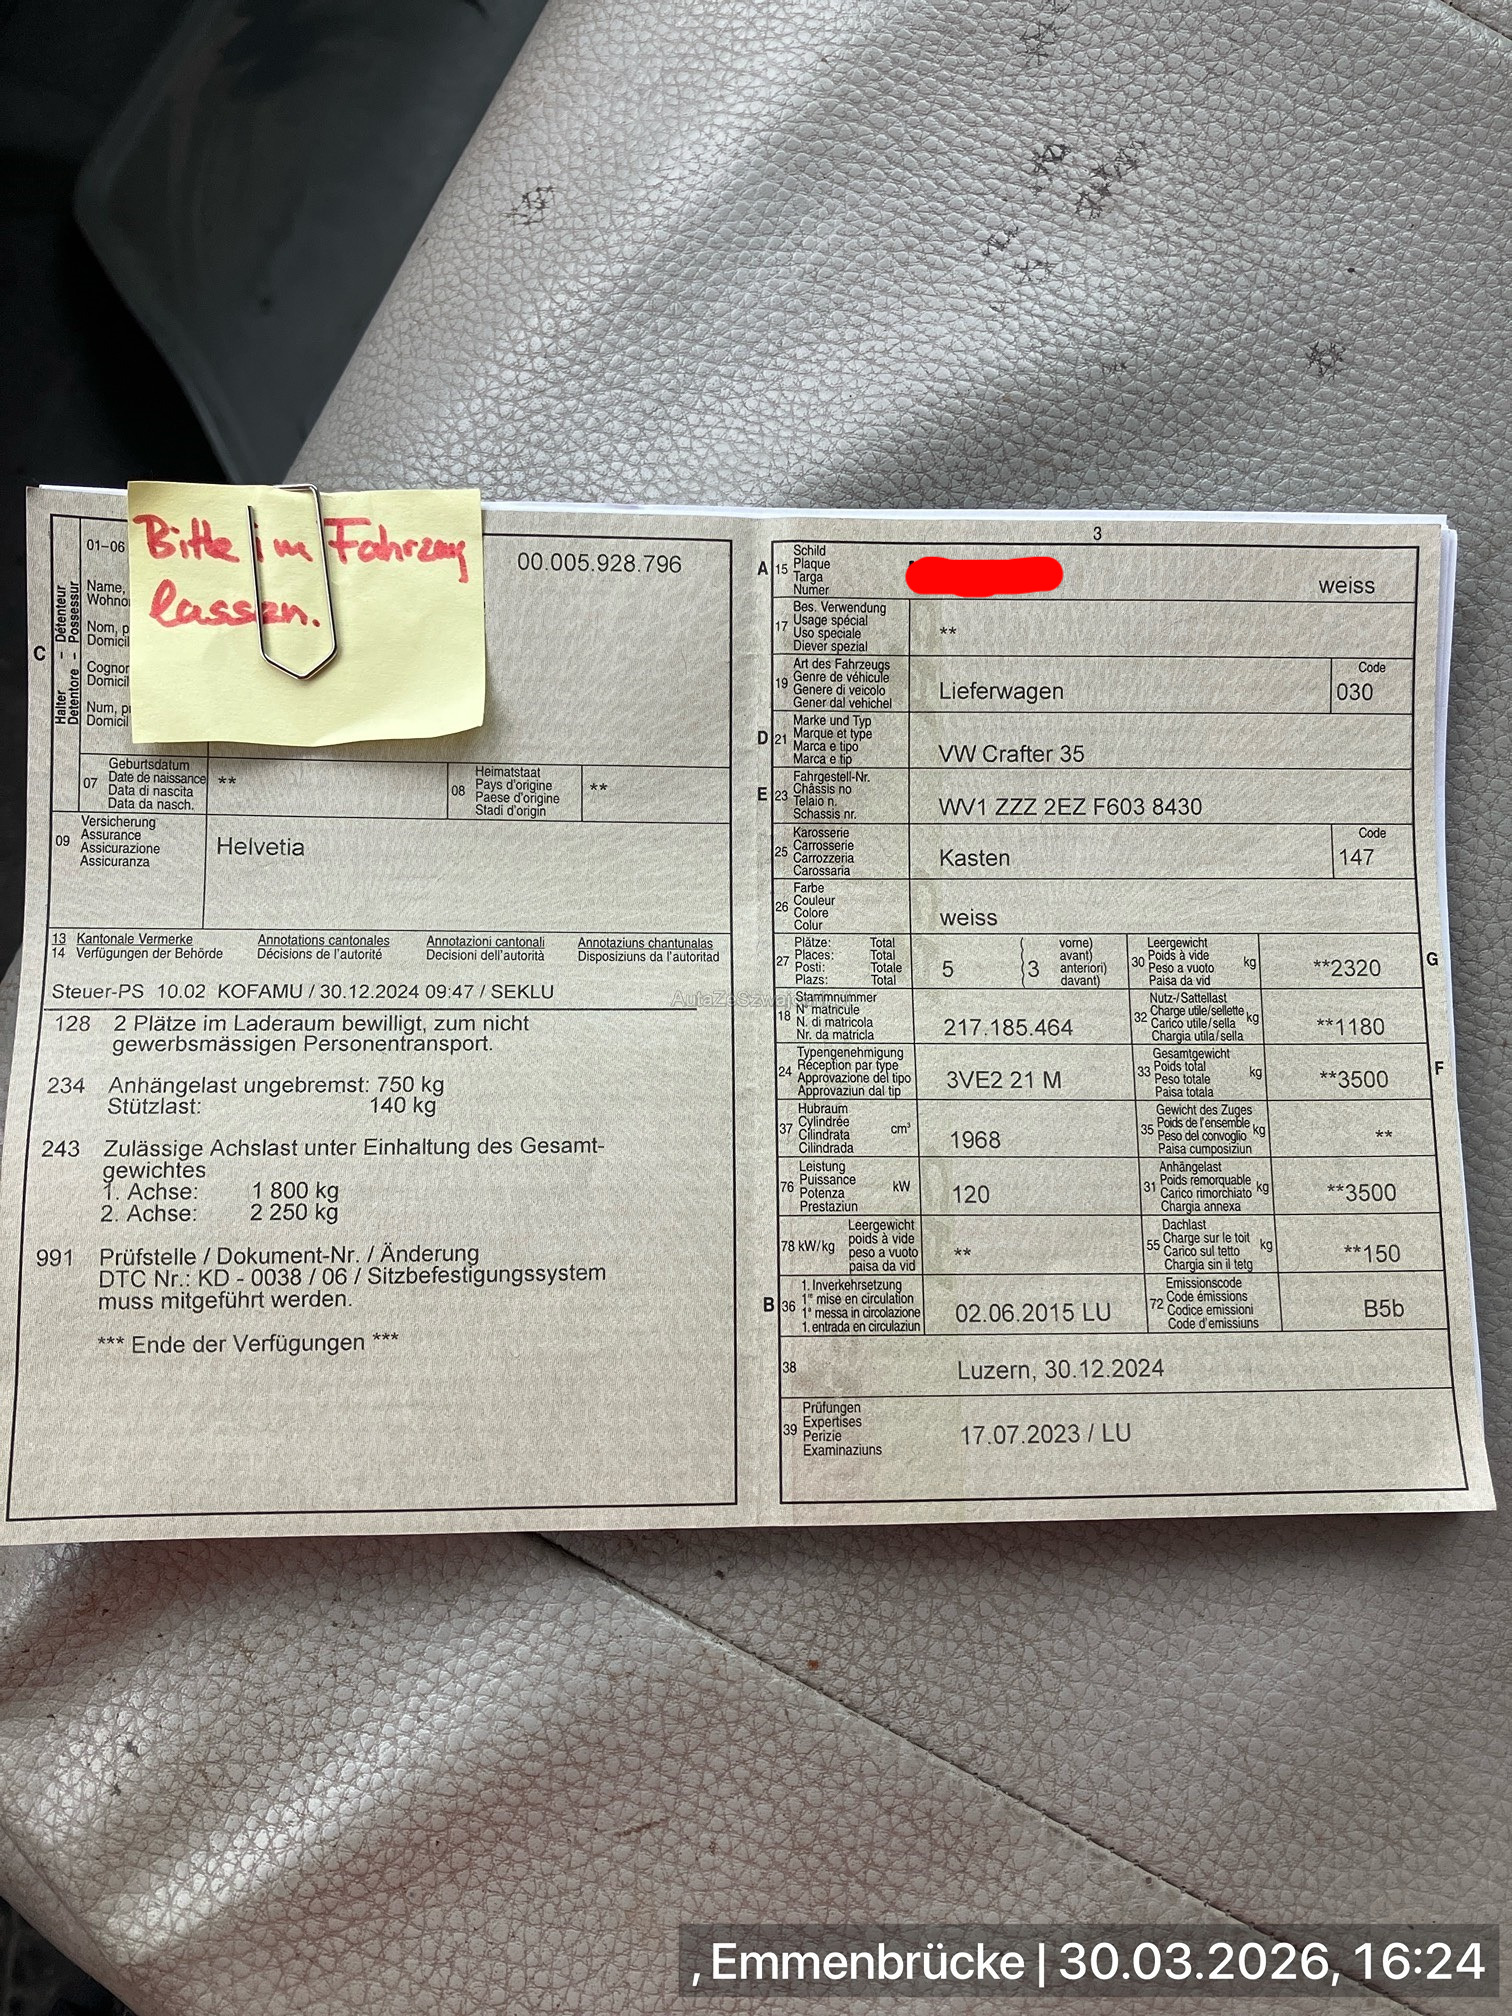 Bitte im Fahrzeug
lassen.
01-06
00.005.928.796
Name,
Wohno
Nom, p
Domicil
Cognor
Domicil
Num, p
Domicil
C
Halter – Détenteur
Detentore – Possessur
07
Geburtsdatum
Date de naissance
Data di nascita
Data da nasch.
**
08
Heimatstaat
Pays d'origine
Paese d'origine
Stadi d'origin
**
09
Versicherung
Assurance
Assicurazione
Assicuranza
Helvetia
13 Kantonale Vermerke Annotations cantonales Annotazioni cantonali Annotaziuns chantunalas
14 Verfügungen der Behörde Décisions de l'autorité Decisioni dell'autorità Disposiziuns da l'autoritad
Steuer-PS 10.02 KOFAMU / 30.12.2024 09:47 / SEKLU
128 2 Plätze im Laderaum bewilligt, zum nicht
gewerbsmässigen Personentransport.
234 Anhängelast ungebremst: 750 kg
Stützlast: 140 kg
243 Zulässige Achslast unter Einhaltung des Gesamt-
gewichtes
1. Achse: 1 800 kg
2. Achse: 2 250 kg
991 Prüfstelle / Dokument-Nr. / Änderung
DTC Nr.: KD - 0038 / 06 / Sitzbefestigungssystem
muss mitgeführt werden.
*** Ende der Verfügungen ***
3
A 15
Schild
Plaque
Targa
Numer
weiss
17
Bes. Verwendung
Usage spécial
Uso speciale
Diever spezial
**
19
Art des Fahrzeugs
Genre de véhicule
Genere di veicolo
Gener dal vehichel
Lieferwagen
Code
030
D 21
Marke und Typ
Marque et type
Marca e tipo
Marca e tip
VW Crafter 35
E 23
Fahrgestell-Nr.
Châssis no
Telaio n.
Schassis nr.
WV1 ZZZ 2EZ F603 8430
25
Karosserie
Carrosserie
Carrozzeria
Carossaria
Kasten
Code
147
26
Farbe
Couleur
Colore
Colur
weiss
27
Plätze: Total
Places: Total
Posti: Totale
Plazs: Total
5
3
vorne)
avant)
anteriori)
davant)
30
Leergewicht
Poids à vide
Peso a vuoto
Paisa da vid
kg
**2320
G
18
Stammnummer
N° matricule
N. di matricola
Nr. da matricla
217.185.464
32
Nutz-/Sattellast
Charge utile/sellette
Carico utile/sella
Chargia utila/sella
kg
**1180
24
Typengenehmigung
Réception par type
Approvazione del tipo
Approvaziun dal tip
3VE2 21 M
33
Gesamtgewicht
Poids total
Peso totale
Paisa totala
kg
**3500
F
37
Hubraum
Cylindrée
Cilindrata
Cilindrada
cm³
1968
35
Gewicht des Zuges
Poids de l'ensemble
Peso del convoglio
Paisa cumposiziun
kg
**
76
Leistung
Puissance
Potenza
Prestaziun
kW
120
31
Anhängelast
Poids remorquable
Carico rimorchiato
Chargia annexa
kg
**3500
78 kW/kg
Leergewicht
poids à vide
peso a vuoto
paisa da vid
**
55
Dachlast
Charge sur le toit
Carico sul tetto
Chargia sin il tetg
kg
**150
B 36
1. Inverkehrsetzung
1re mise en circulation
1a messa in circolazione
1. entrada en circulaziun
02.06.2015 LU
72
Emissionscode
Code émissions
Codice emissioni
Code d'emissiuns
B5b
38
Luzern, 30.12.2024
39
Prüfungen
Expertises
Perizie
Examinaziuns
17.07.2023 / LU
, Emmenbrücke | 30.03.2026, 16:24